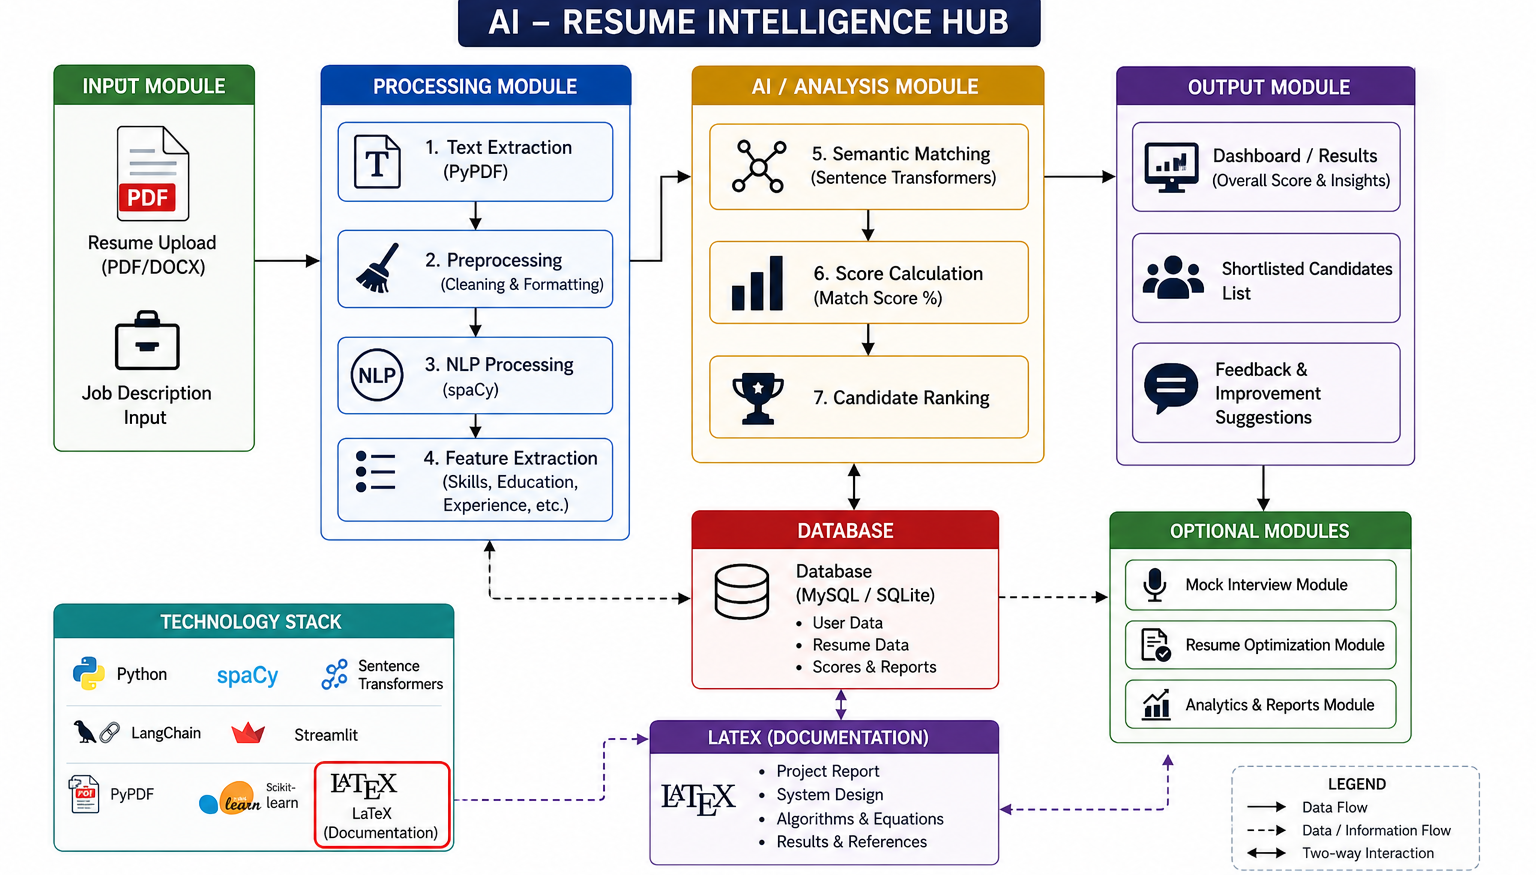 AI – RESUME INTELLIGENCE HUB
INPUT MODULE
PDF
Resume Upload
(PDF/DOCX)
Job Description
Input
PROCESSING MODULE
T
1. Text Extraction
(PyPDF)
2. Preprocessing
(Cleaning & Formatting)
NLP
3. NLP Processing
(spaCy)
4. Feature Extraction
(Skills, Education,
Experience, etc.)
AI / ANALYSIS MODULE
5. Semantic Matching
(Sentence Transformers)
6. Score Calculation
(Match Score %)
7. Candidate Ranking
OUTPUT MODULE
Dashboard / Results
(Overall Score & Insights)
Shortlisted Candidates
List
Feedback &
Improvement
Suggestions
DATABASE
Database
(MySQL / SQLite)
• User Data
• Resume Data
• Scores & Reports
OPTIONAL MODULES
Mock Interview Module
Resume Optimization Module
Analytics & Reports Module
TECHNOLOGY STACK
Python
spaCy
Sentence
Transformers
LangChain
Streamlit
PyPDF
learn
Scikit-
learn
LATEX
LaTeX
(Documentation)
LATEX (DOCUMENTATION)
LATEX
• Project Report
• System Design
• Algorithms & Equations
• Results & References
LEGEND
Data Flow
Data / Information Flow
Two-way Interaction